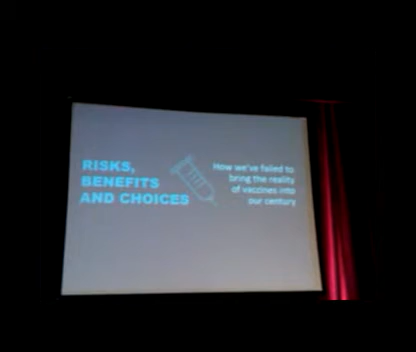 RISKS,
BENEFITS
AND CHOICES
How we've failed to
bring the reality
of vaccines into
our century